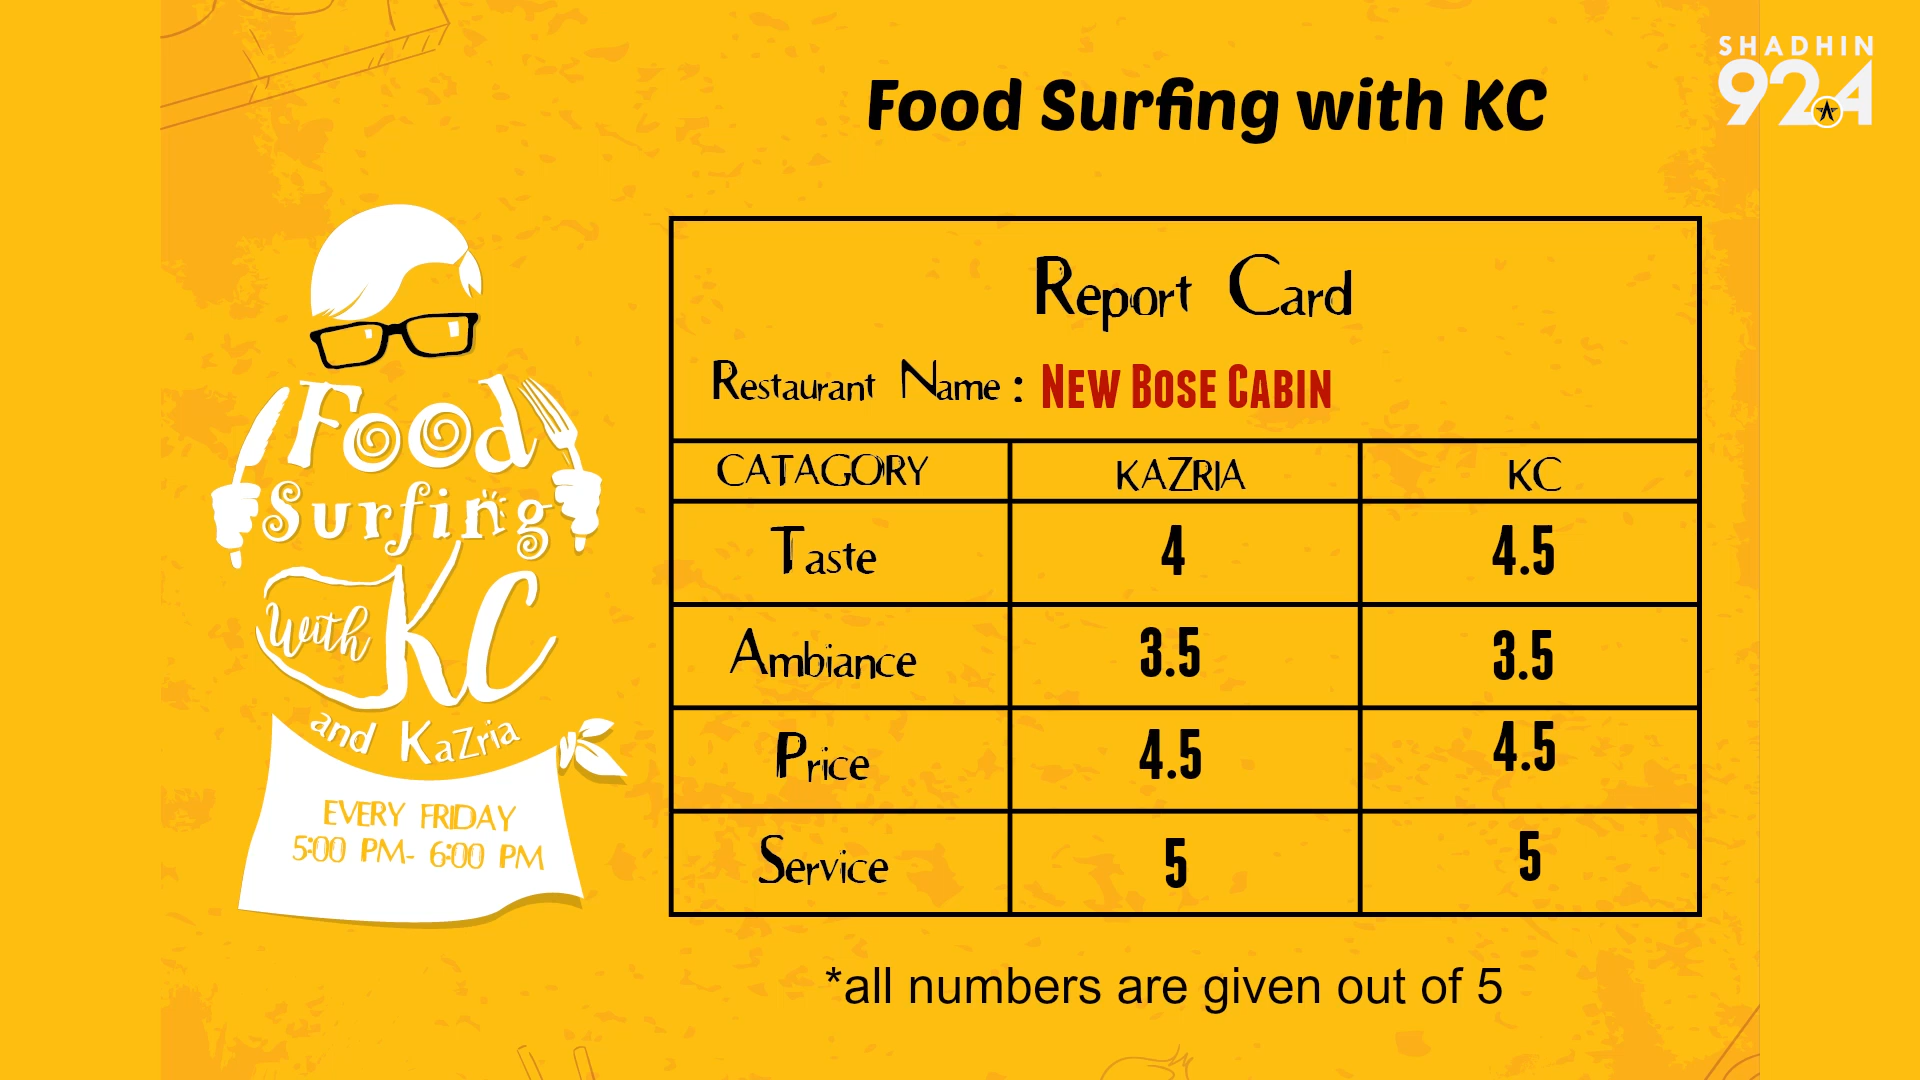 SHADHIN
92.4
Food Surfing with KC
Food
Surfing
With KC
and KaZria
EVERY FRIDAY
5:00 PM- 6:00 PM
Report Card
Restaurant Name : New Bose Cabin
CATAGORY KAZRIA KC
Taste 4 4.5
Ambiance 3.5 3.5
Price 4.5 4.5
Service 5 5
*all numbers are given out of 5